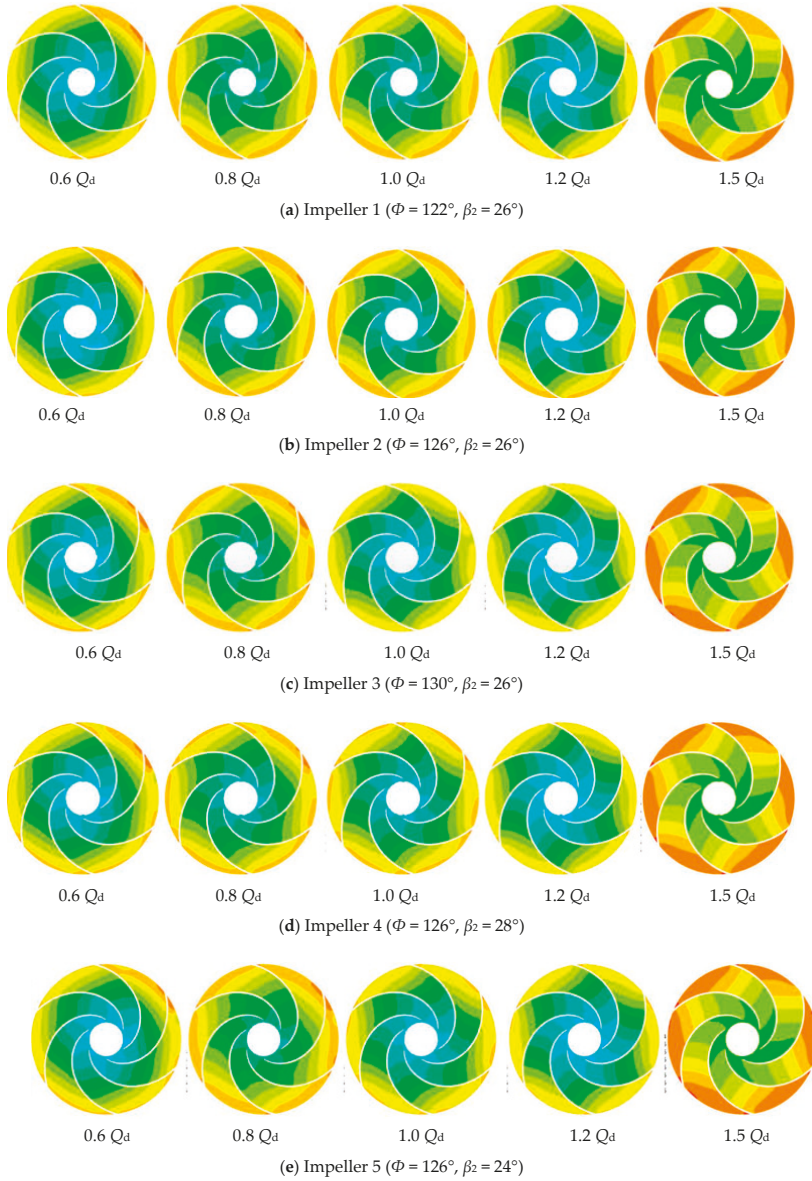 0.6 Qd 0.8 Qd 1.0 Qd 1.2 Qd 1.5 Qd
(a) Impeller 1 (Φ = 122°, β2 = 26°)
0.6 Qd 0.8 Qd 1.0 Qd 1.2 Qd 1.5 Qd
(b) Impeller 2 (Φ = 126°, β2 = 26°)
0.6 Qd 0.8 Qd 1.0 Qd 1.2 Qd 1.5 Qd
(c) Impeller 3 (Φ = 130°, β2 = 26°)
0.6 Qd 0.8 Qd 1.0 Qd 1.2 Qd 1.5 Qd
(d) Impeller 4 (Φ = 126°, β2 = 28°)
0.6 Qd 0.8 Qd 1.0 Qd 1.2 Qd 1.5 Qd
(e) Impeller 5 (Φ = 126°, β2 = 24°)